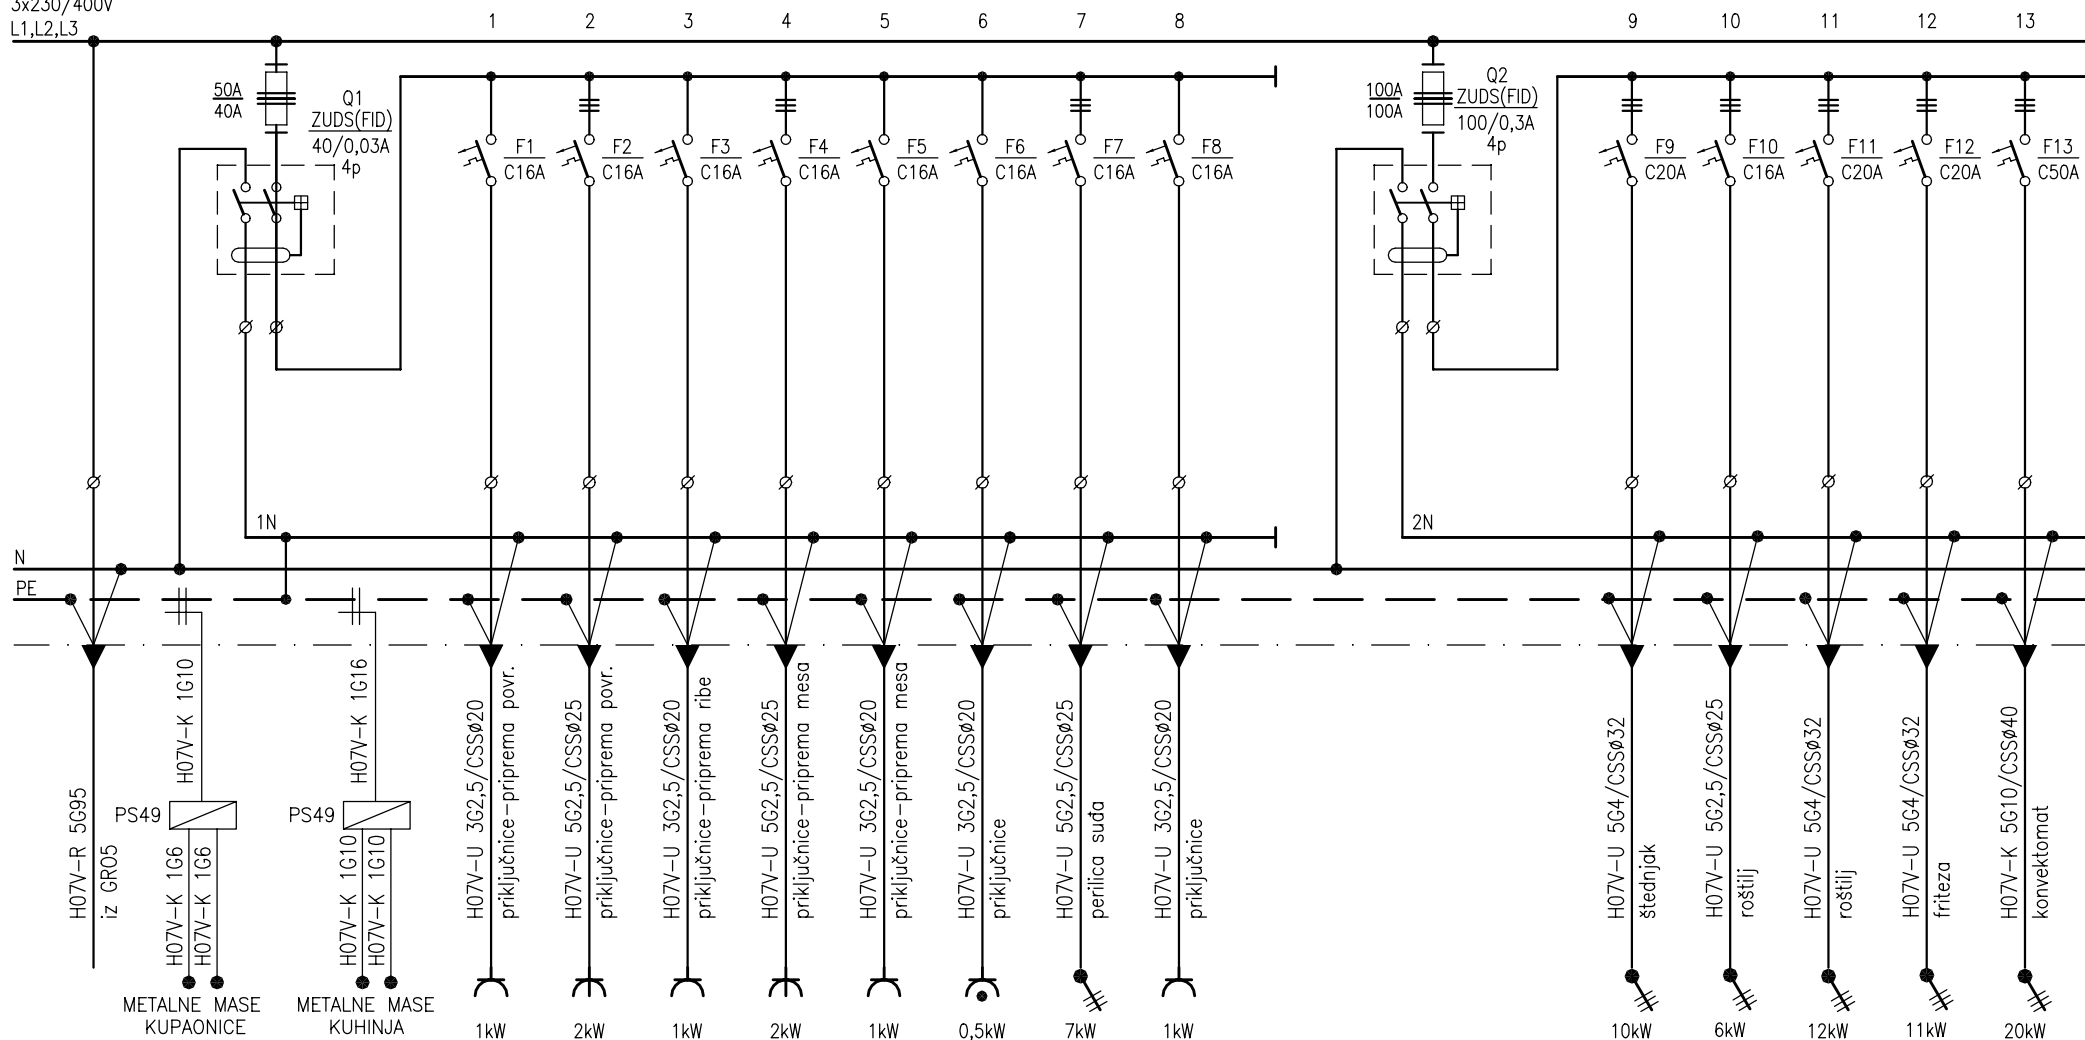 3x230/400V
L1,L2,L3
1
2
3
4
5
6
7
8
9
10
11
12
13
50A
40A
Q1
ZUDS(FID)
40/0,03A
4p
F1
C16A
F2
C16A
F3
C16A
F4
C16A
F5
C16A
F6
C16A
F7
C16A
F8
C16A
100A
100A
Q2
ZUDS(FID)
100/0,3A
4p
F9
C20A
F10
C16A
F11
C20A
F12
C20A
F13
C50A
1N
2N
N
PE
H07V-R 5G95
iz GRO5
H07V-K 1G10
PS49
H07V-K 1G6
H07V-K 1G6
METALNE MASE
KUPAONICE
H07V-K 1G16
PS49
H07V-K 1G10
H07V-K 1G10
METALNE MASE
KUHINJA
H07V-U 3G2,5/CSSø20
priključnice-priprema povr.
1kW
H07V-U 5G2,5/CSSø25
priključnice-priprema povr.
2kW
H07V-U 3G2,5/CSSø20
priključnice-priprema ribe
1kW
H07V-U 5G2,5/CSSø25
priključnice-priprema mesa
2kW
H07V-U 3G2,5/CSSø20
priključnice-priprema mesa
1kW
H07V-U 3G2,5/CSSø20
priključnice
0,5kW
H07V-U 5G2,5/CSSø25
perilica suđa
7kW
H07V-U 3G2,5/CSSø20
priključnice
1kW
H07V-U 5G4/CSSø32
štednjak
10kW
H07V-U 5G2,5/CSSø25
roštilj
6kW
H07V-U 5G4/CSSø32
roštilj
12kW
H07V-U 5G4/CSSø32
friteza
11kW
H07V-K 5G10/CSSø40
konvektomat
20kW